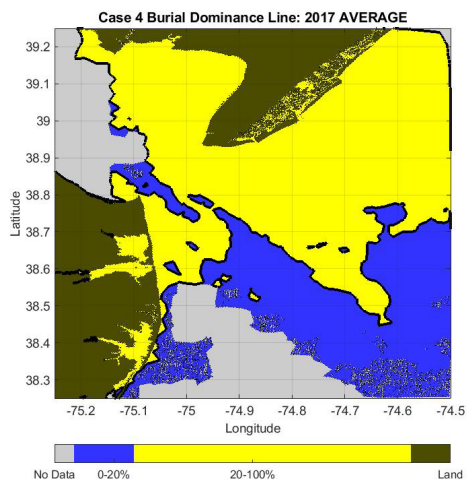 Case 4 Burial Dominance Line: 2017 AVERAGE
39.2
39.1
39
38.9
38.8
38.7
38.6
38.5
38.4
38.3
Latitude
-75.2 -75.1 -75 -74.9 -74.8 -74.7 -74.6 -74.5
Longitude
No Data 0-20% 20-100% Land